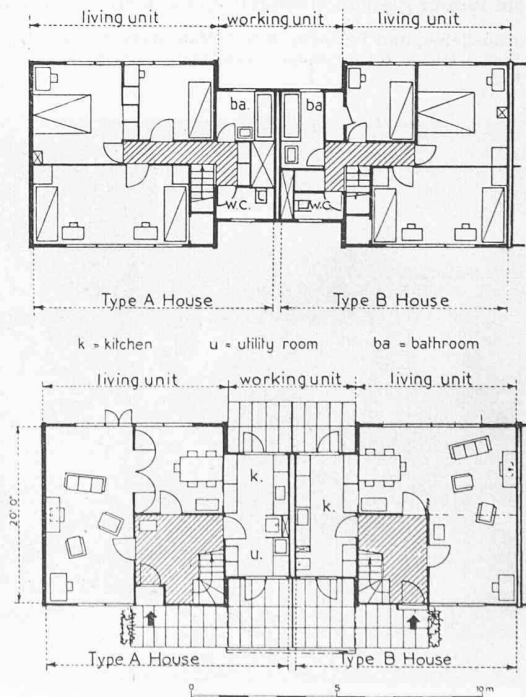 living unit working unit living unit
ba. ba
w.c. w.c.
Type A House Type B House
k = kitchen u = utility room ba = bathroom
living unit working unit living unit
k. k.
20'.0"
u.
Type A House Type B House
0 5 10m